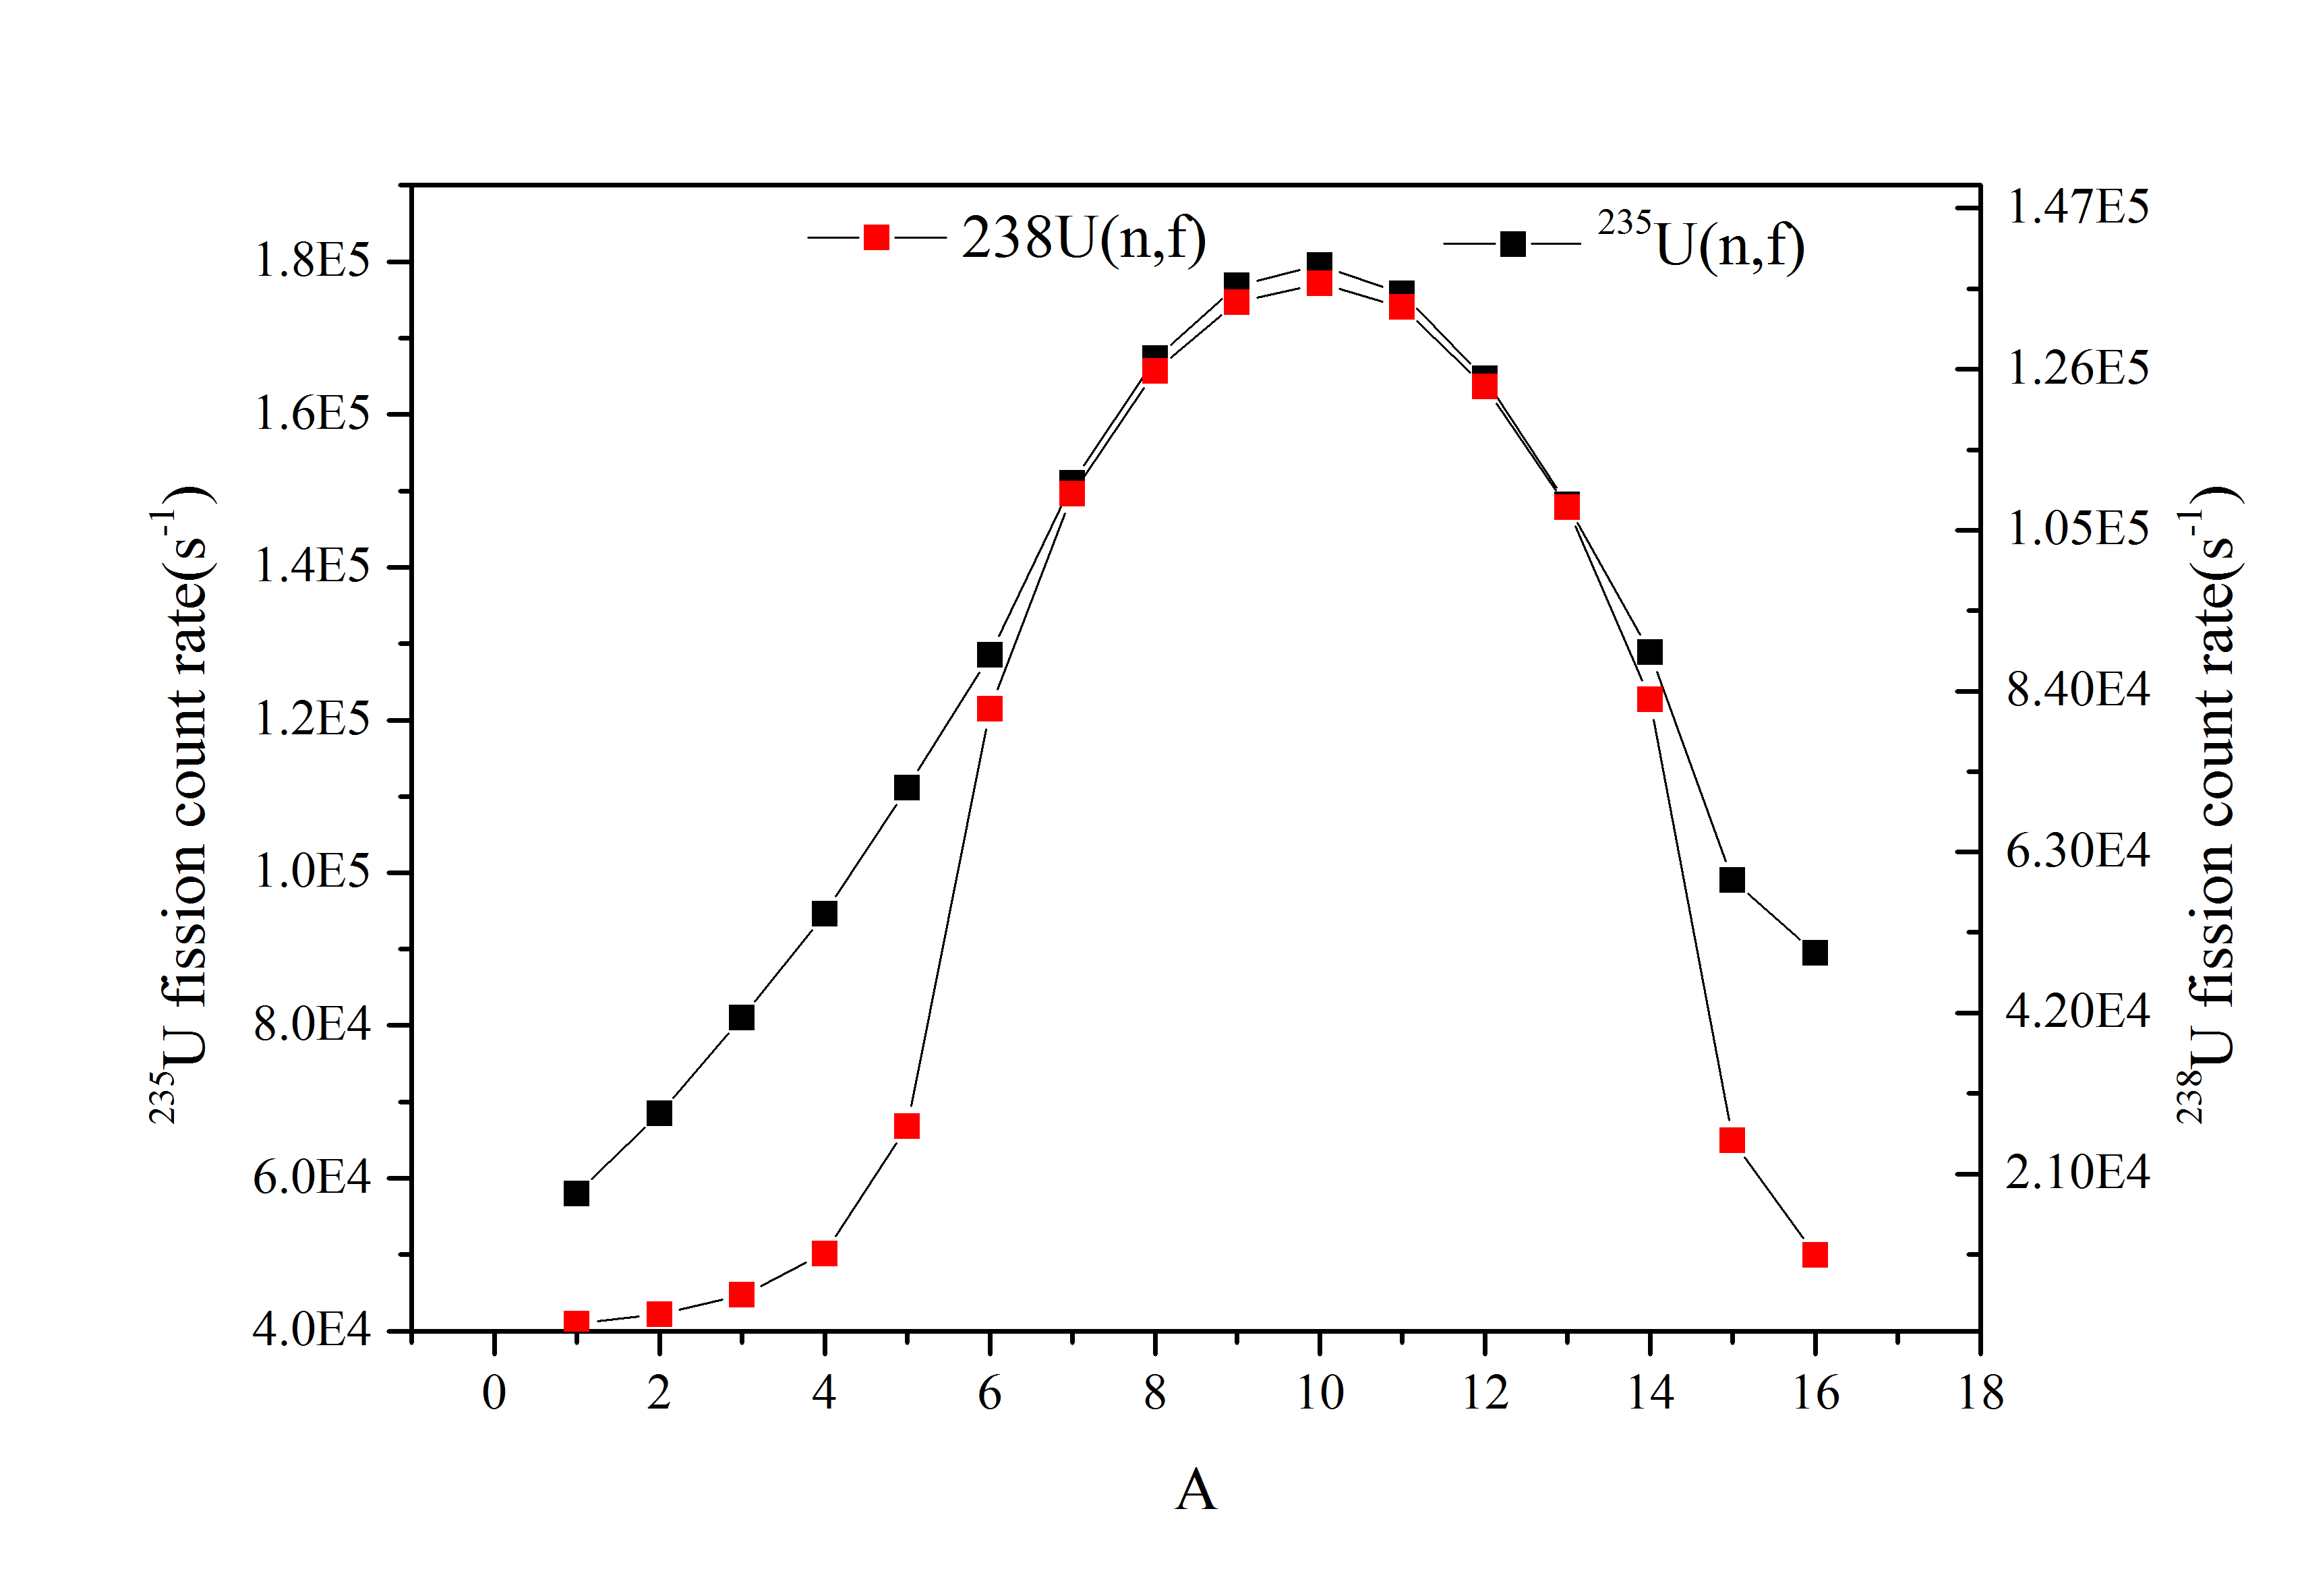 238U(n,f)
²³⁵U(n,f)
1.8E5
1.6E5
1.4E5
1.2E5
1.0E5
8.0E4
6.0E4
4.0E4
²³⁵U fission count rate(s⁻¹)
1.47E5
1.26E5
1.05E5
8.40E4
6.30E4
4.20E4
2.10E4
²³⁸U fission count rate(s⁻¹)
0 2 4 6 8 10 12 14 16 18
A